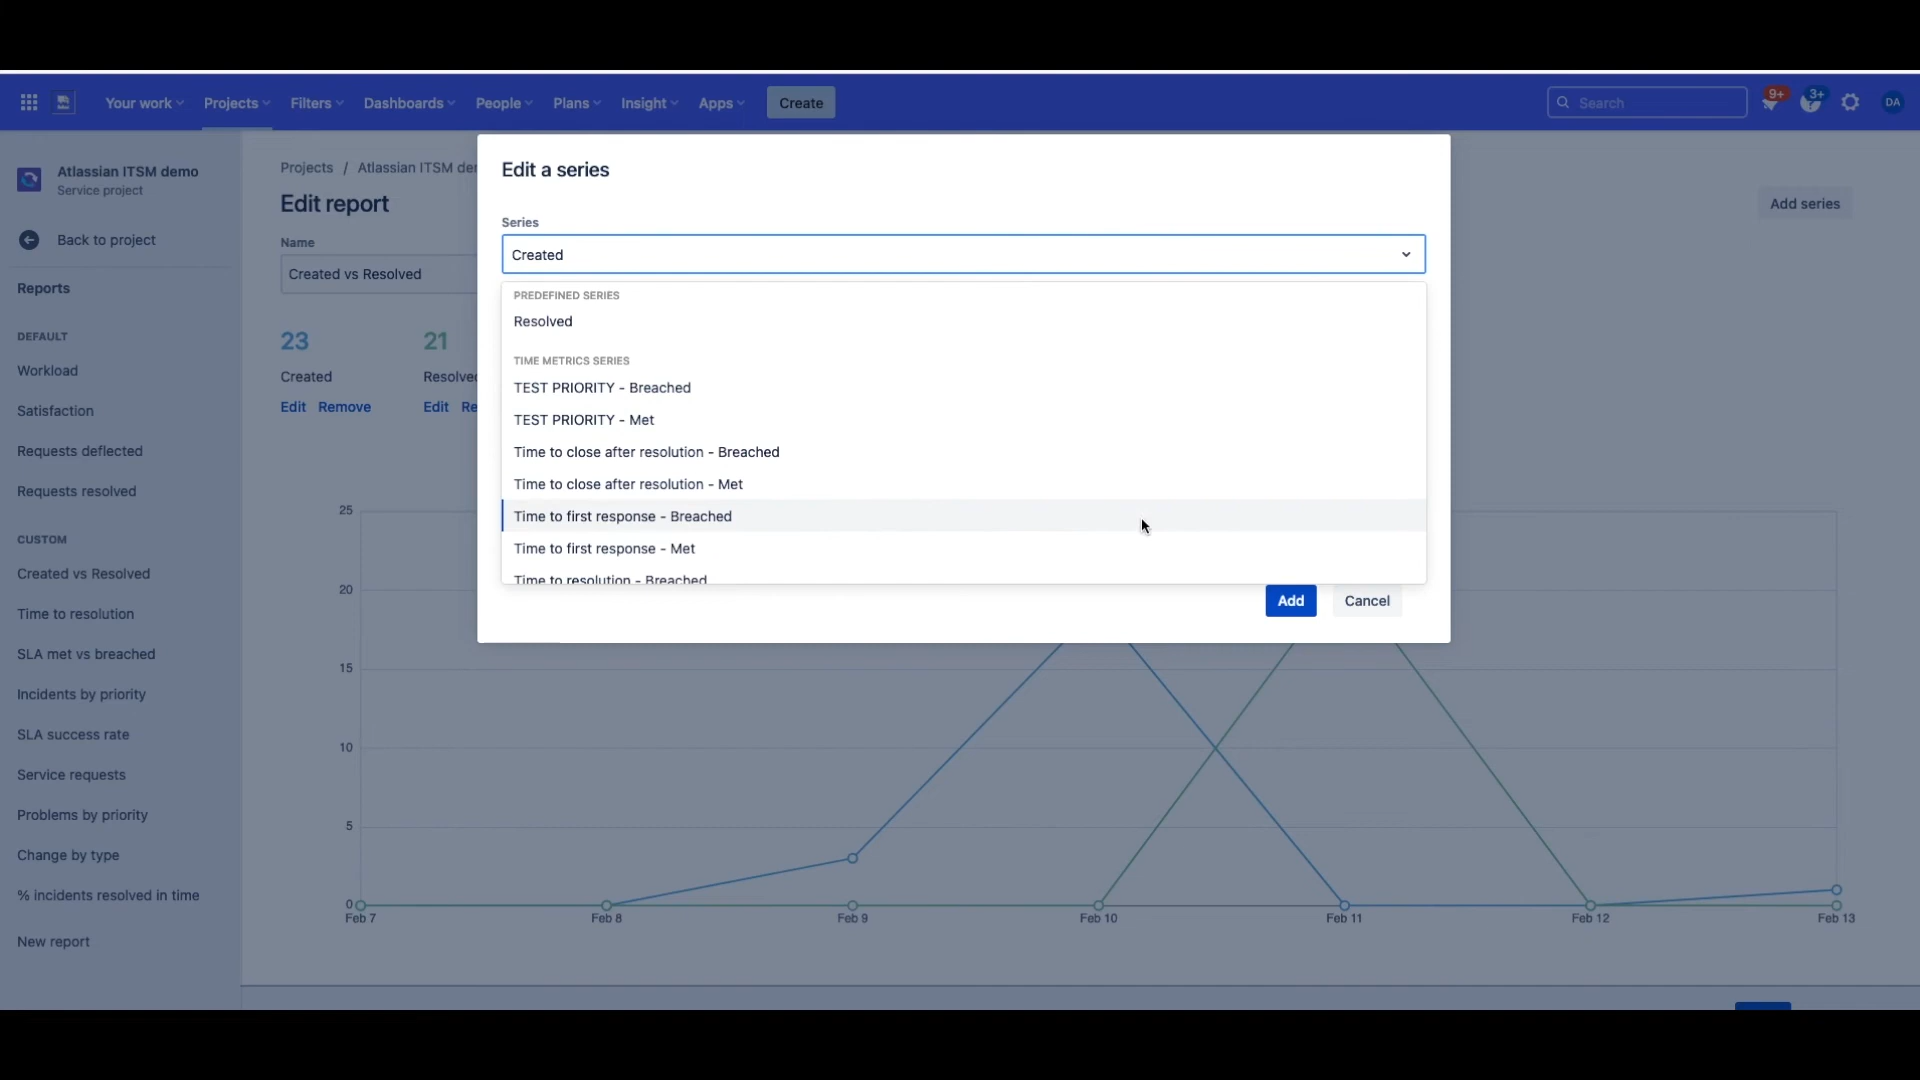 Your work
Projects
Filters
Dashboards
People
Plans
Insight
Apps
Create
Search
9+
3+
DA
Atlassian ITSM demo
Service project
Back to project
Reports
DEFAULT
Workload
Satisfaction
Requests deflected
Requests resolved
CUSTOM
Created vs Resolved
Time to resolution
SLA met vs breached
Incidents by priority
SLA success rate
Service requests
Problems by priority
Change by type
% incidents resolved in time
New report
Projects / Atlassian ITSM
Edit report
Add series
Name
Created vs Resolved
23
21
Created
Resolved
Edit Remove
Edit Re
Edit a series
Series
Created
PREDEFINED SERIES
Resolved
TIME METRICS SERIES
TEST PRIORITY - Breached
TEST PRIORITY - Met
Time to close after resolution - Breached
Time to close after resolution - Met
Time to first response - Breached
Time to first response - Met
Time to resolution - Breached
Add
Cancel
25
20
15
10
5
0
Feb 7
Feb 8
Feb 9
Feb 10
Feb 11
Feb 12
Feb 13